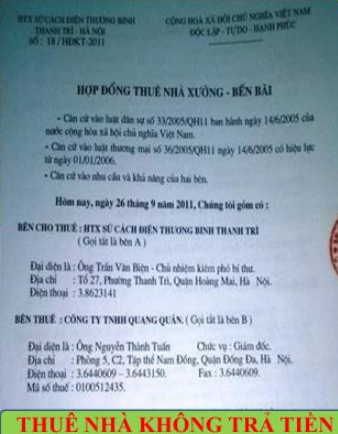 HTX SỨ CÁCH ĐIỆN THƯƠNG BINH
THANH TRÌ - HÀ NỘI
SỐ : 18 /HĐKT-2011
CỘNG HOÀ XÃ HỘI CHỦ NGHĨA VIỆT NAM
ĐỘC LẬP - TỰ DO - HẠNH PHÚC
HỢP ĐỒNG THUÊ NHÀ XƯỞNG - BẾN BÃI
- Căn cứ vào luật dân sự số 33/2005/QH11 ban hành ngày 14/6/2005 của
nước cộng hòa xã hội chủ nghĩa Việt Nam.
- Căn cứ vào luật thương mại số 36/2005/QH11 ngày 14/6/2005 có hiệu lực
từ ngày 01/01/2006.
- Căn cứ vào nhu cầu và khả năng của hai bên.
Hôm nay, ngày 26 tháng 9 năm 2011, Chúng tôi gồm có :
BÊN CHO THUÊ : HTX SỨ CÁCH ĐIỆN THƯƠNG BINH THANH TRÌ
( Gọi tắt là bên A )
Đại diện là : Ông Trần Văn Biện - Chủ nhiệm kiêm phó bí thư.
Địa chỉ : Tổ 27, Phường Thanh Trì, Quận Hoàng Mai, Hà Nội.
Điện thoại : 3.8623141
BÊN THUÊ : CÔNG TY TNHH QUANG QUÂN. ( Gọi tắt là bên B )
Đại diện là : Ông Nguyễn Thành Tuấn Chức vụ : Giám đốc.
Địa chỉ : Phòng 5, C2, Tập thể Nam Đồng, Quận Đống Đa, Hà Nội.
Điện thoại : 3.6440609 - 3.6443150. Fax : 3.6440609.
Mã số thuế : 0100512435.
THUÊ NHÀ KHÔNG TRẢ TIỀN